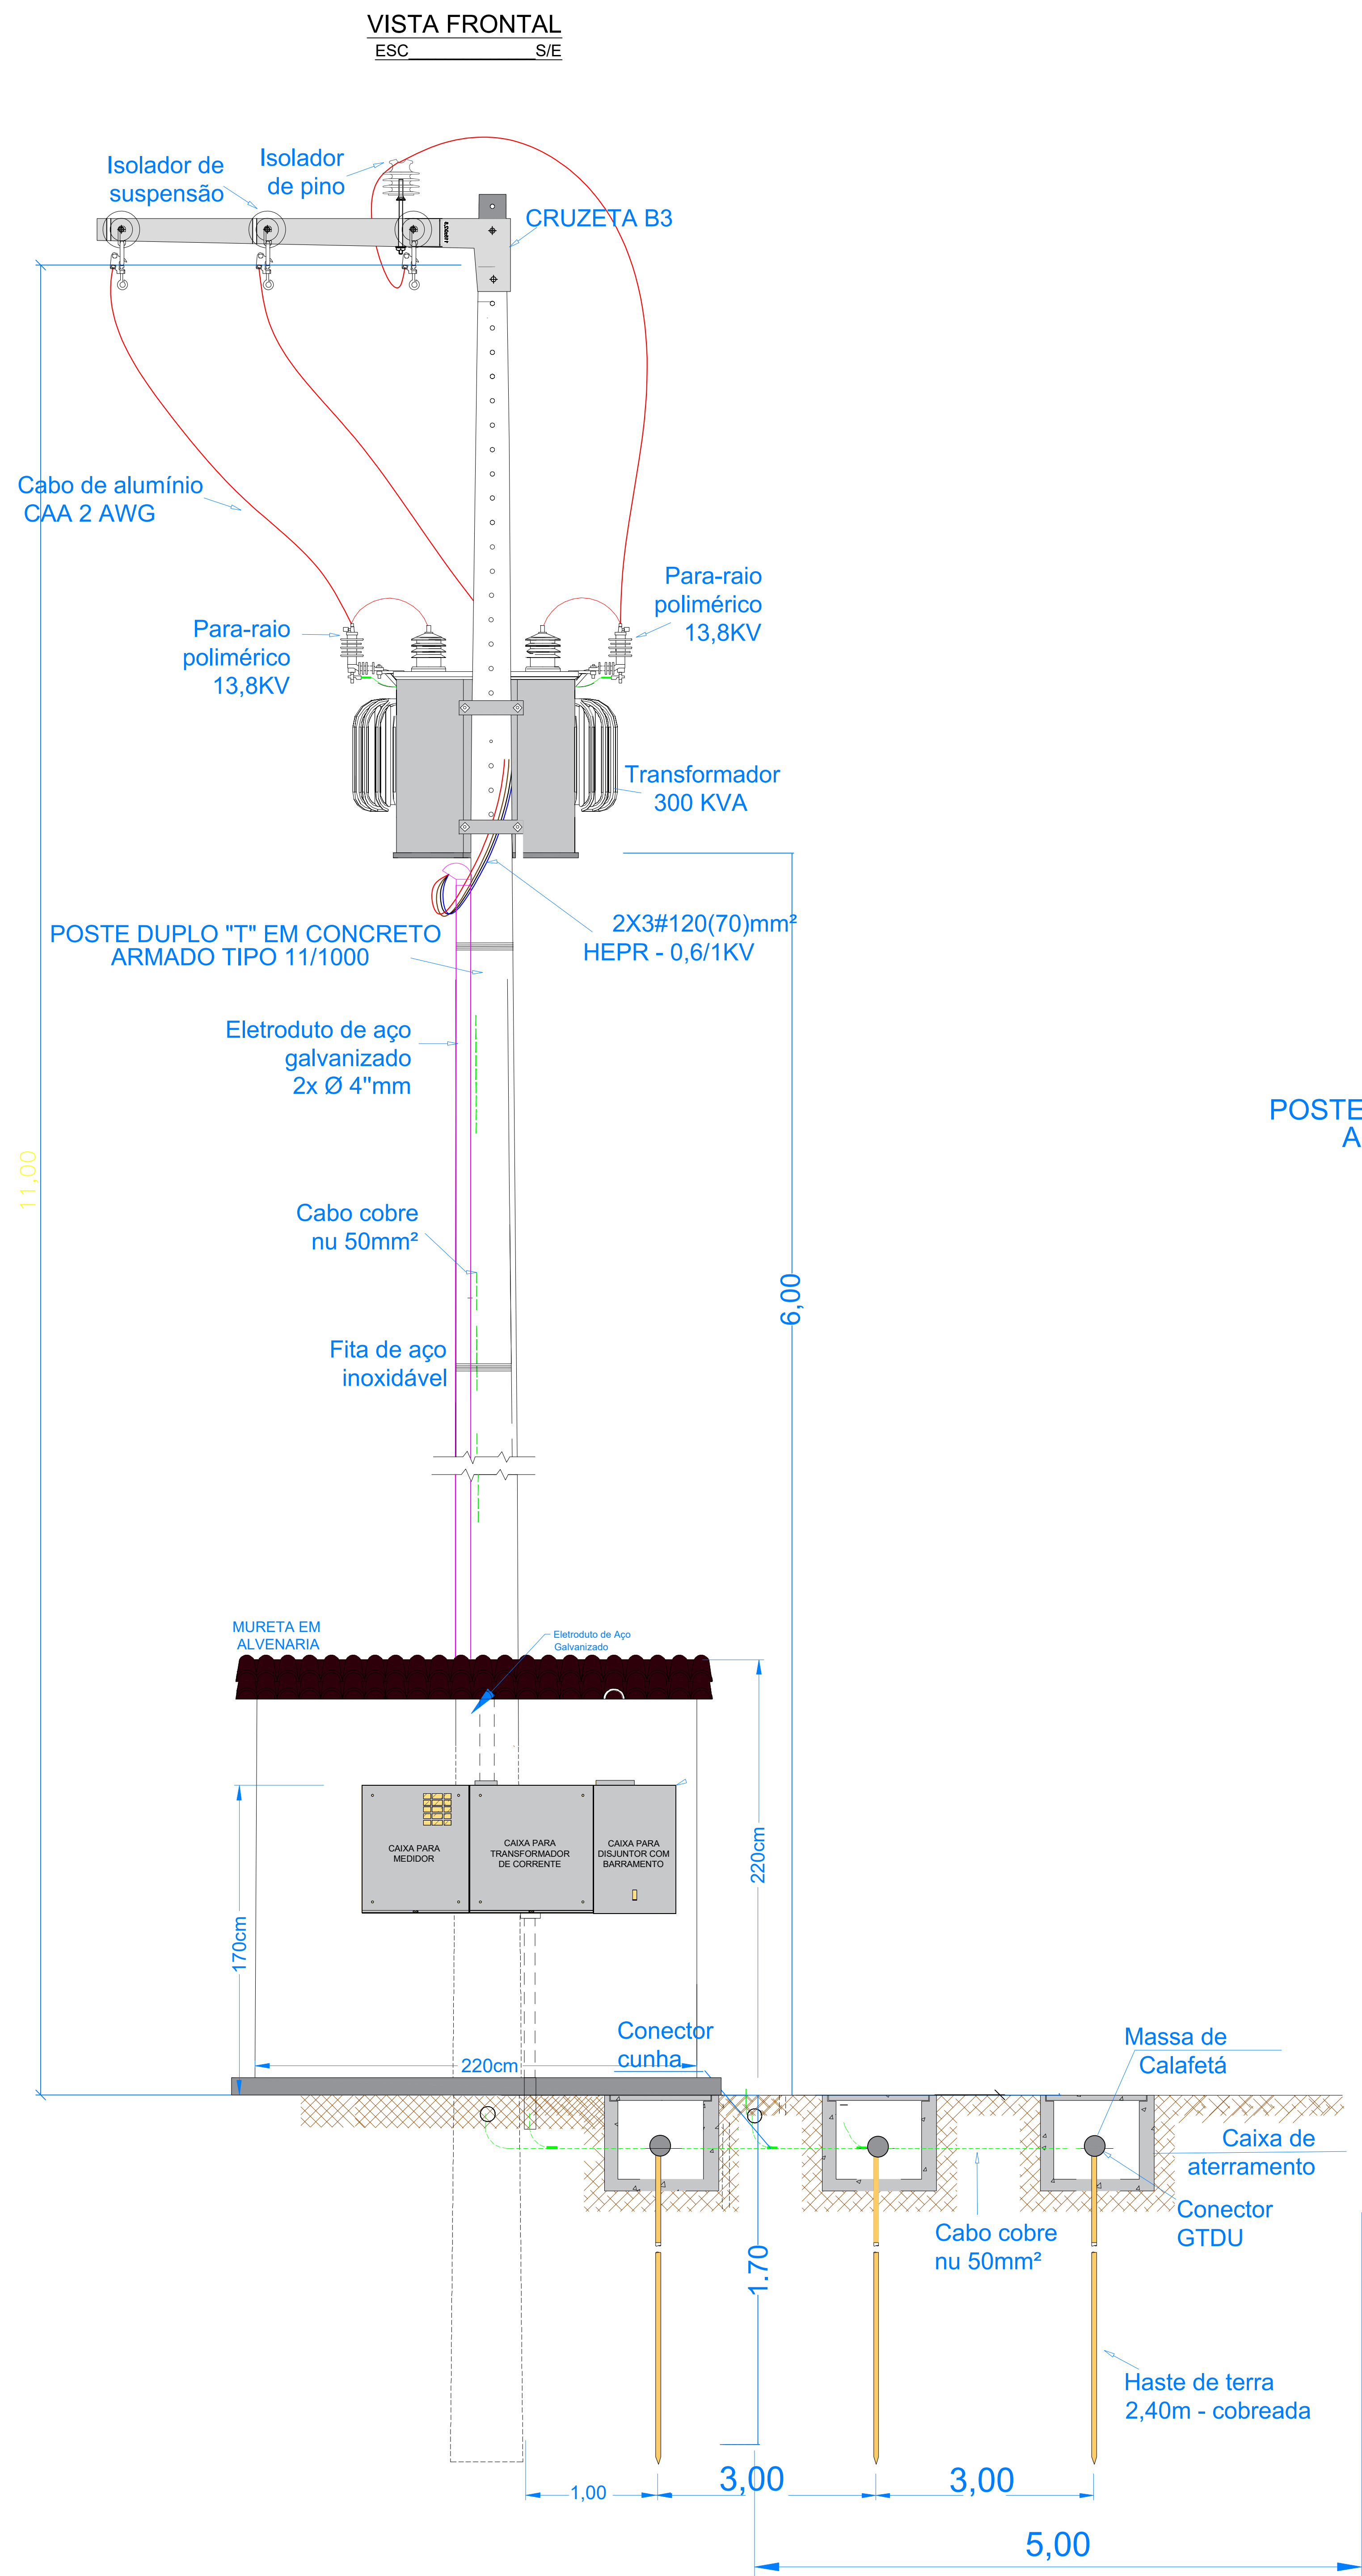 VISTA FRONTAL
ESC S/E
Isolador de
suspensão
Isolador
de pino
CRUZETA B3
Cabo de alumínio
CAA 2 AWG
Para-raio
polimérico
13,8KV
Para-raio
polimérico
13,8KV
Transformador
300 KVA
2X3#120(70)mm²
HEPR - 0,6/1KV
POSTE DUPLO "T" EM CONCRETO
ARMADO TIPO 11/1000
Eletroduto de aço
galvanizado
2x Ø 4"mm
POSTE
A
11,00
Cabo cobre
nu 50mm²
6,00
Fita de aço
inoxidável
MURETA EM
ALVENARIA
Eletroduto de Aço
Galvanizado
CAIXA PARA
MEDIDOR
CAIXA PARA
TRANSFORMADOR
DE CORRENTE
CAIXA PARA
DISJUNTOR COM
BARRAMENTO
220cm
170cm
220cm
Conector
cunha
Massa de
Calafetá
Caixa de
aterramento
Conector
GTDU
Cabo cobre
nu 50mm²
1.70
Haste de terra
2,40m - cobreada
1,00
3,00
3,00
5,00